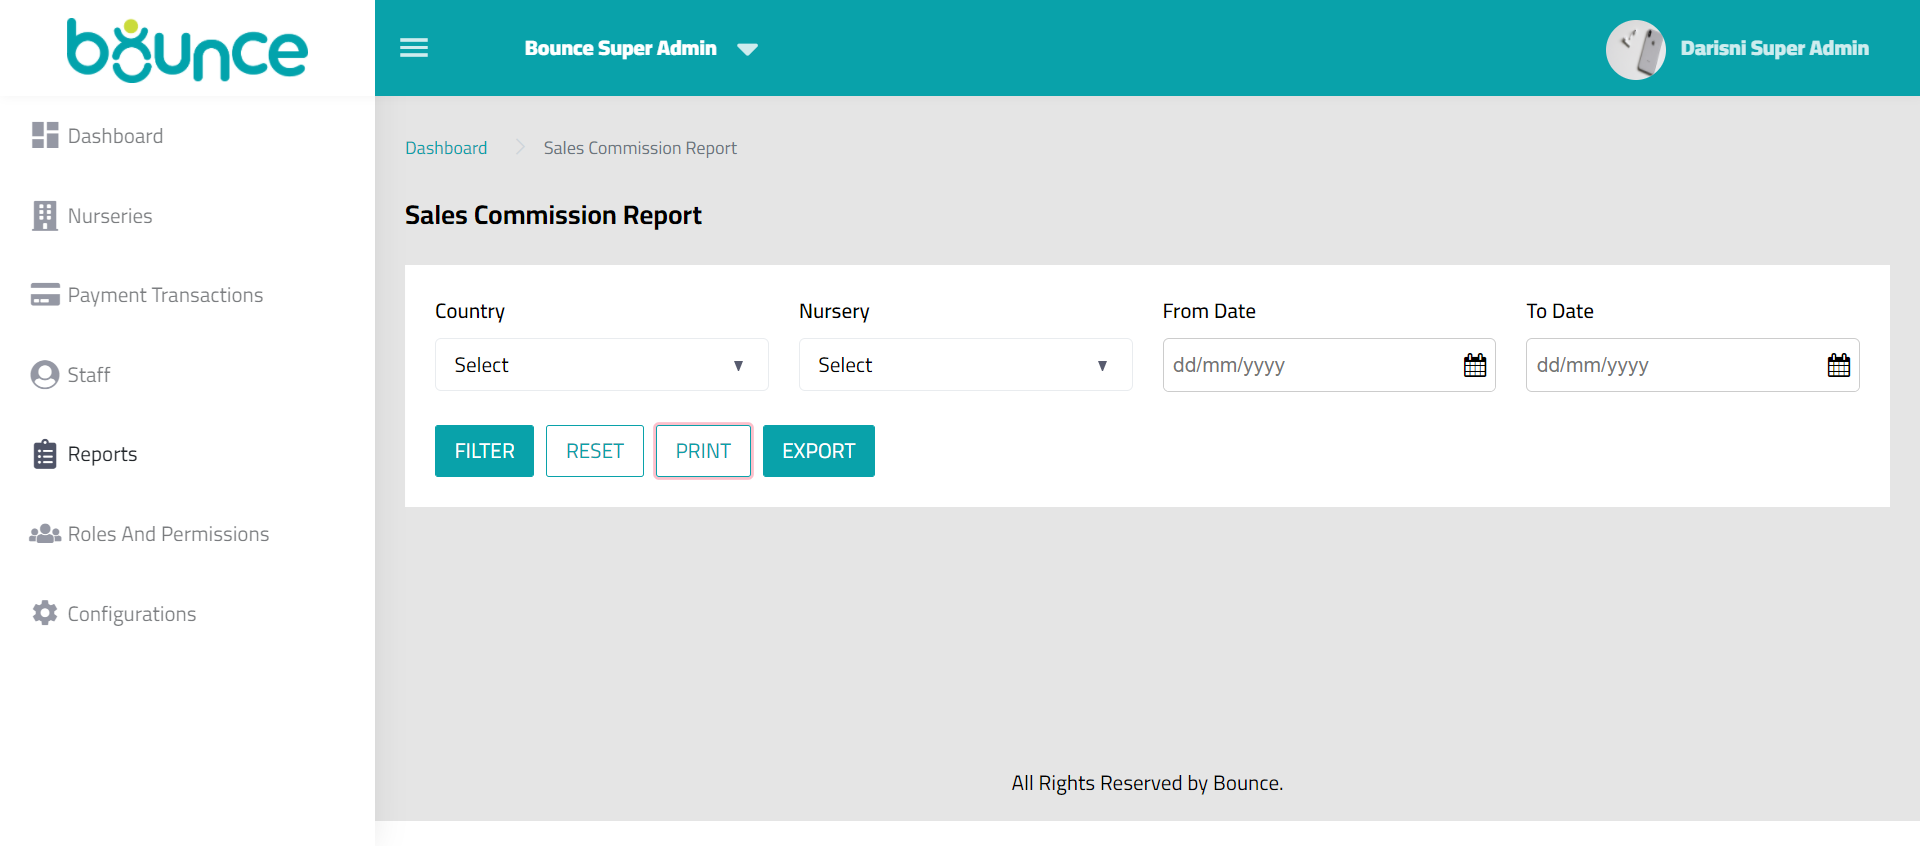 bounce
Bounce Super Admin
Darisni Super Admin
Dashboard
Nurseries
Payment Transactions
Staff
Reports
Roles And Permissions
Configurations
Dashboard
Sales Commission Report
Sales Commission Report
Country
Nursery
From Date
To Date
Select
Select
dd/mm/yyyy
dd/mm/yyyy
FILTER
RESET
PRINT
EXPORT
All Rights Reserved by Bounce.